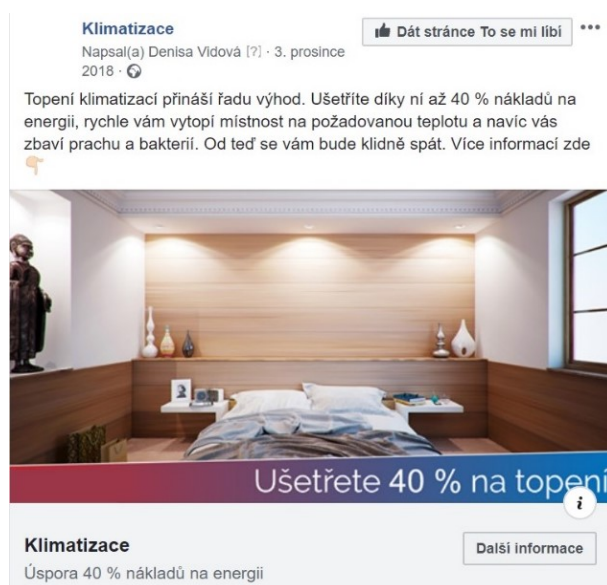 Klimatizace
Dát stránce To se mi líbí
Napsal(a) Denisa Vidová [?] · 3. prosince
2018 ·
Topení klimatizací přináší řadu výhod. Ušetříte díky ní až 40 % nákladů na
energii, rychle vám vytopí místnost na požadovanou teplotu a navíc vás
zbaví prachu a bakterií. Od teď se vám bude klidně spát. Více informací zde
Ušetřete 40 % na topení
i
Klimatizace
Další informace
Úspora 40 % nákladů na energii